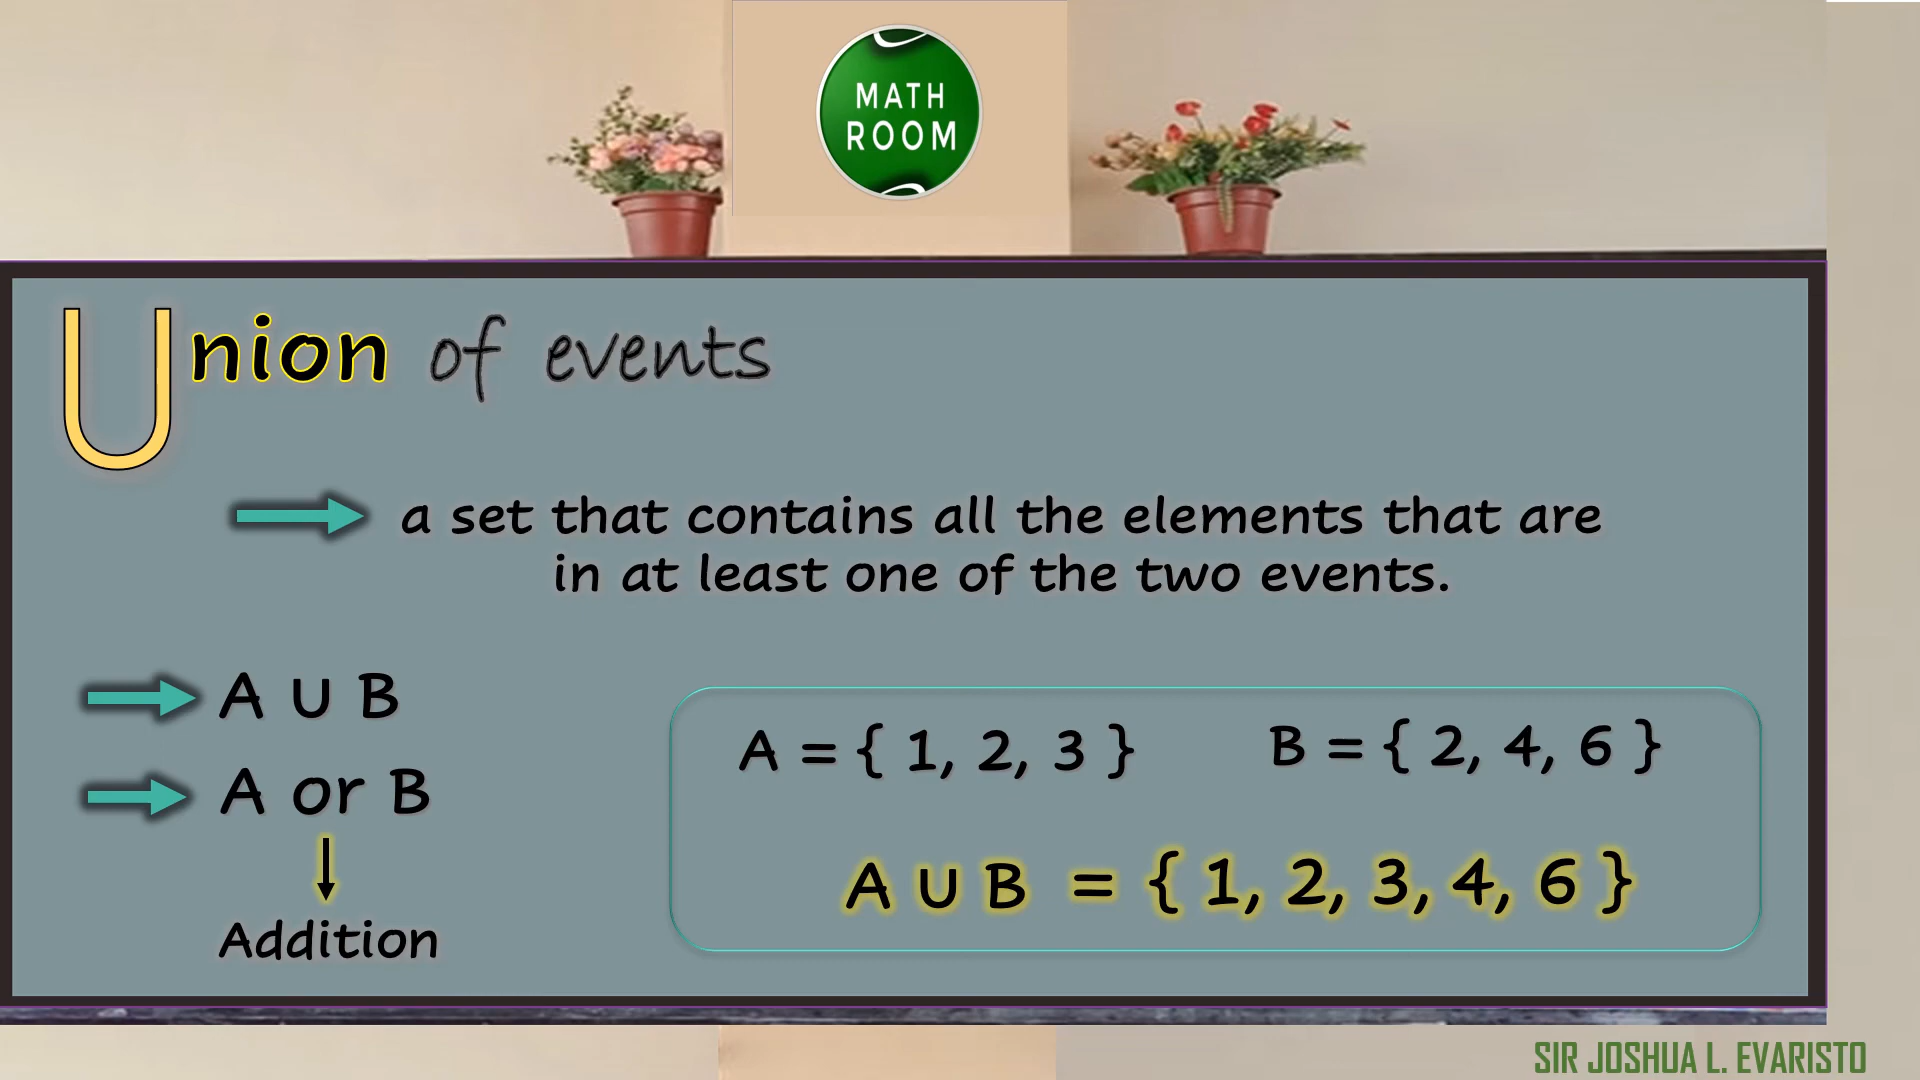 MATH
ROOM
Union of events
a set that contains all the elements that are
in at least one of the two events.
A ∪ B
A or B
Addition
A = { 1, 2, 3 }
B = { 2, 4, 6 }
A ∪ B = { 1, 2, 3, 4, 6 }
SIR JOSHUA L. EVARISTO